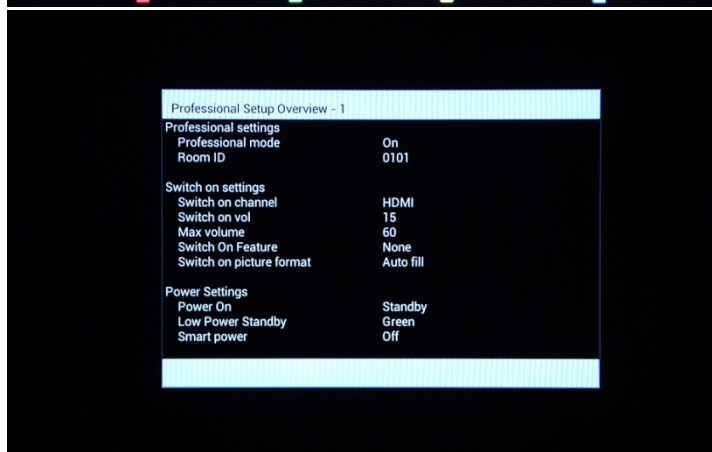 Professional Setup Overview - 1
Professional settings
Professional mode On
Room ID 0101
Switch on settings
Switch on channel HDMI
Switch on vol 15
Max volume 60
Switch On Feature None
Switch on picture format Auto fill
Power Settings
Power On Standby
Low Power Standby Green
Smart power Off